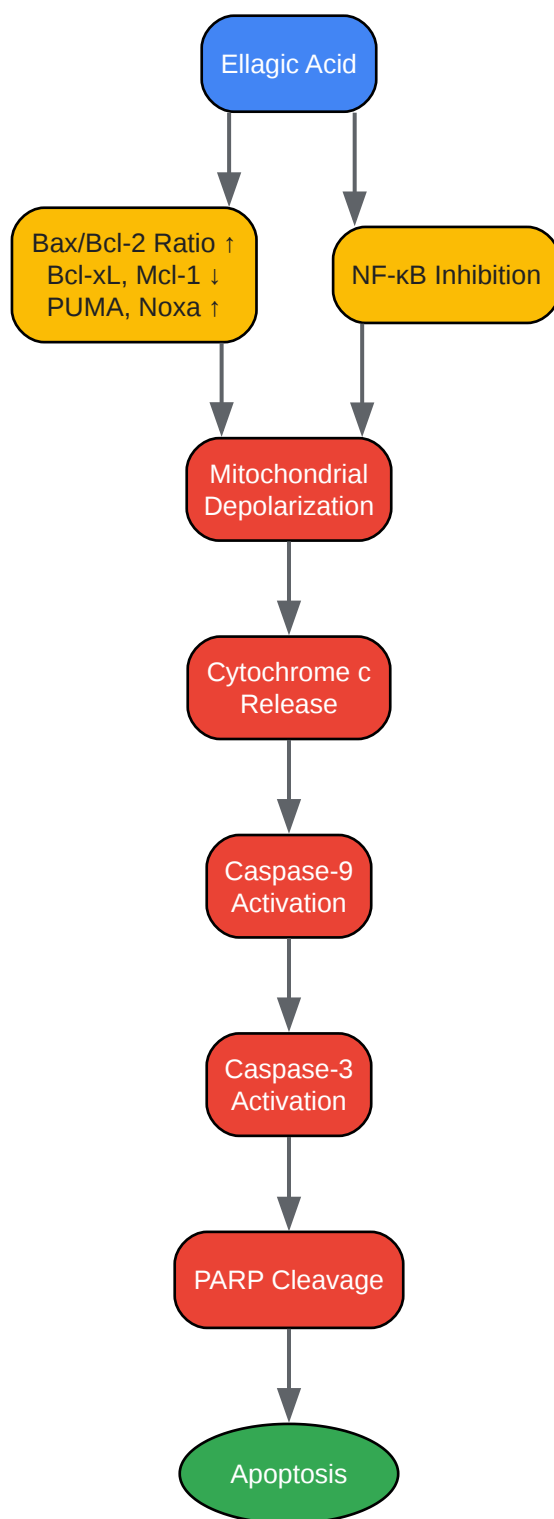 Ellagic Acid
Bax/Bcl-2 Ratio ↑
Bcl-xL, Mcl-1 ↓
PUMA, Noxa ↑
NF-κB Inhibition
Mitochondrial
Depolarization
Cytochrome c
Release
Caspase-9
Activation
Caspase-3
Activation
PARP Cleavage
Apoptosis